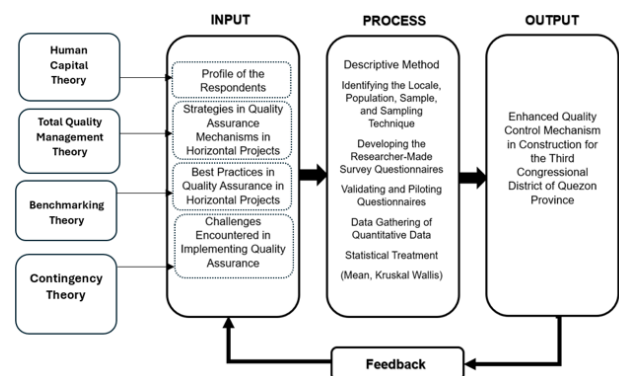 INPUT
PROCESS
OUTPUT
Human
Capital
Theory
Total Quality
Management
Theory
Benchmarking
Theory
Contingency
Theory
Profile of the
Respondents
Strategies in Quality
Assurance
Mechanisms in
Horizontal Projects
Best Practices in
Quality Assurance in
Horizontal Projects
Challenges
Encountered in
Implementing Quality
Assurance
Descriptive Method
Identifying the Locale,
Population, Sample,
and Sampling
Technique
Developing the
Researcher-Made
Survey Questionnaires
Validating and Piloting
Questionnaires
Data Gathering of
Quantitative Data
Statistical Treatment
(Mean, Kruskal Wallis)
Enhanced Quality
Control Mechanism
in Construction for
the Third
Congressional
District of Quezon
Province
Feedback